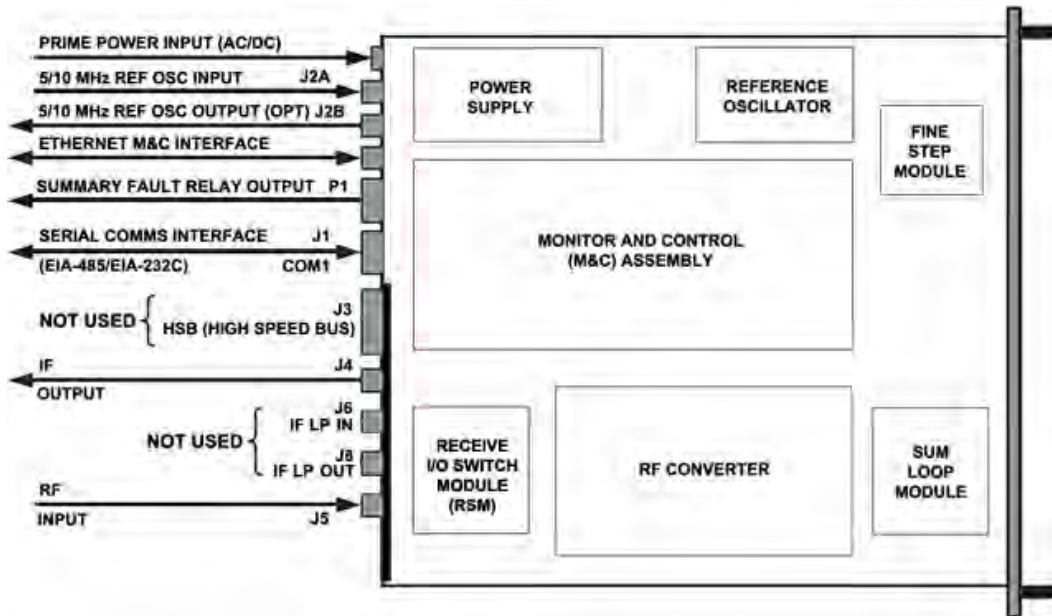 PRIME POWER INPUT (AC/DC)
5/10 MHz REF OSC INPUT J2A
5/10 MHz REF OSC OUTPUT (OPT) J2B
ETHERNET M&C INTERFACE
SUMMARY FAULT RELAY OUTPUT P1
SERIAL COMMS INTERFACE J1
(EIA-485/EIA-232C) COM1
NOT USED
J3
HSB (HIGH SPEED BUS)
IF J4
OUTPUT
NOT USED
J6
IF LP IN
J8
IF LP OUT
RF
INPUT J5
POWER
SUPPLY
REFERENCE
OSCILLATOR
FINE
STEP
MODULE
MONITOR AND CONTROL
(M&C) ASSEMBLY
RECEIVE
I/O SWITCH
MODULE
(RSM)
RF CONVERTER
SUM
LOOP
MODULE